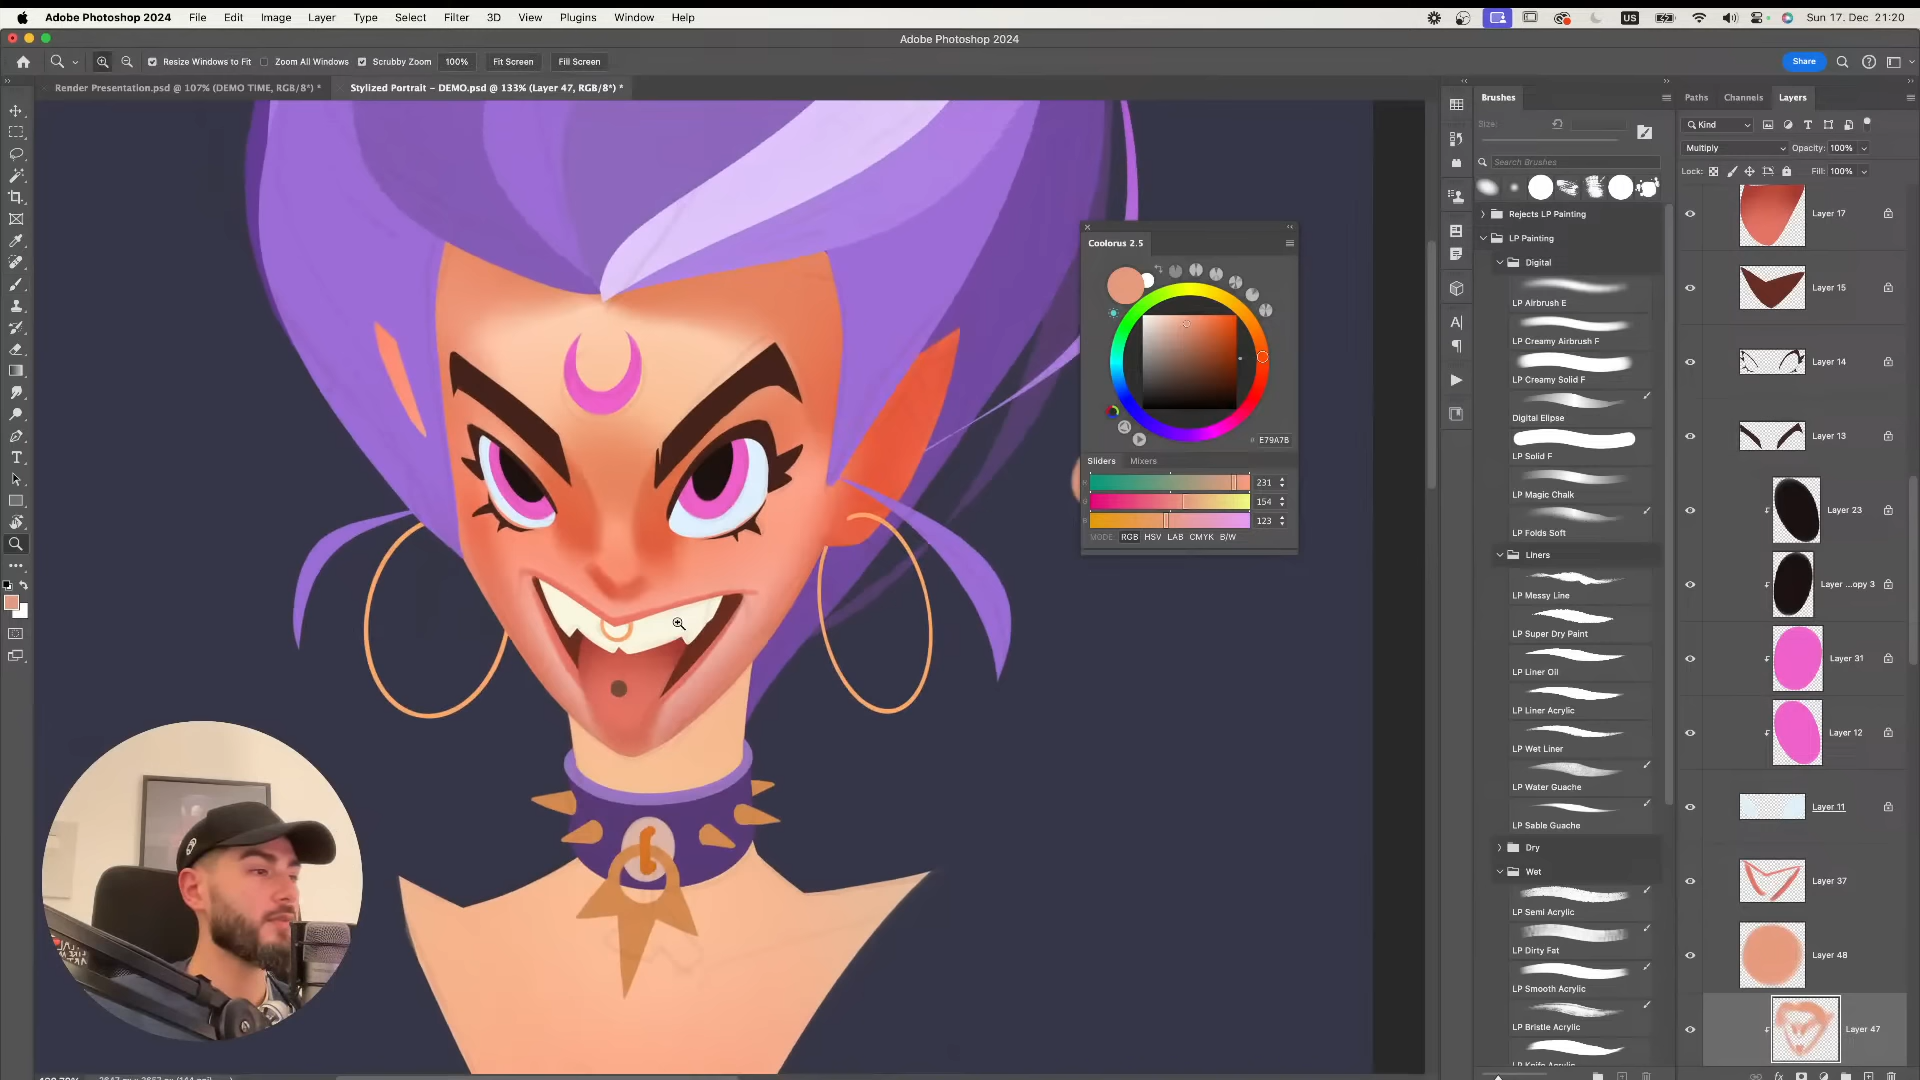 Adobe Photoshop 2024 File Edit Image Layer Type Select Filter 3D View Plugins Window Help US Sun 17. Dec 21:20
Adobe Photoshop 2024
Resize Windows to Fit Zoom All Windows Scrubby Zoom 100% Fit Screen Fill Screen Share
Render Presentation.psd @ 107% (DEMO TIME, RGB/8*) * Stylized Portrait – DEMO.psd @ 133% (Layer 47, RGB/8*) *
Coolorus 2.5
# E79A7B
Sliders Mixers
231
154
123
MODE: RGB HSV LAB CMYK B/W
Brushes
Size:
Search Brushes
Rejects LP Painting
LP Painting
Digital
LP Airbrush E
LP Creamy Airbrush F
LP Creamy Solid F
Digital Elipse
LP Solid F
LP Magic Chalk
LP Folds Soft
Liners
LP Messy Line
LP Super Dry Paint
LP Liner Oil
LP Liner Acrylic
LP Wet Liner
LP Water Guache
LP Sable Guache
Dry
Wet
LP Semi Acrylic
LP Dirty Fat
LP Smooth Acrylic
LP Bristle Acrylic
Paths Channels Layers
Kind
Multiply Opacity: 100%
Lock: Fill: 100%
Layer 17
Layer 15
Layer 14
Layer 13
Layer 23
Layer ...opy 3
Layer 31
Layer 12
Layer 11
Layer 37
Layer 48
Layer 47